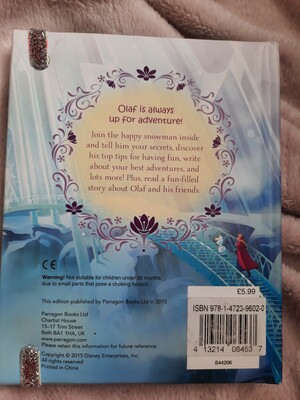 Olaf is always
up for adventure!
Join the happy snowman inside
and tell him your secrets, discover
his top tips for having fun, write
about your best adventures, and
lots more! Plus, read a fun-filled
story about Olaf and his friends.
CE
Warning! Not suitable for children under 36 months
due to small parts that pose a choking hazard.
This edition published by Parragon Books Ltd in 2015
Parragon Books Ltd
Chartist House
15–17 Trim Street
Bath BA1 1HA, UK
www.parragon.com
Please retain this information for future reference.
Copyright © 2015 Disney Enterprises, Inc.
Printed in China
£5.99
ISBN 978-1-4723-9602-0
4 13214 08453 7
044206